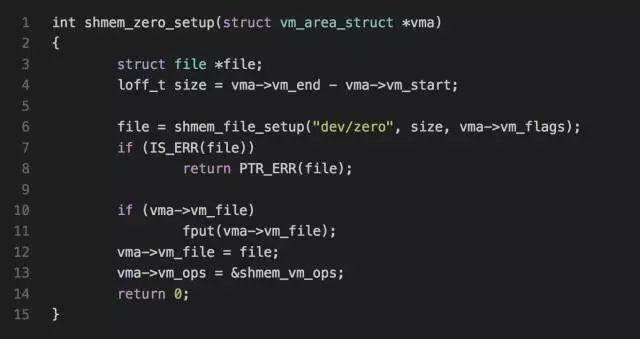 1 int shmem_zero_setup(struct vm_area_struct *vma)
2 {
3 struct file *file;
4 loff_t size = vma->vm_end - vma->vm_start;
5
6 file = shmem_file_setup("dev/zero", size, vma->vm_flags);
7 if (IS_ERR(file))
8 return PTR_ERR(file);
9
10 if (vma->vm_file)
11 fput(vma->vm_file);
12 vma->vm_file = file;
13 vma->vm_ops = &shmem_vm_ops;
14 return 0;
15 }